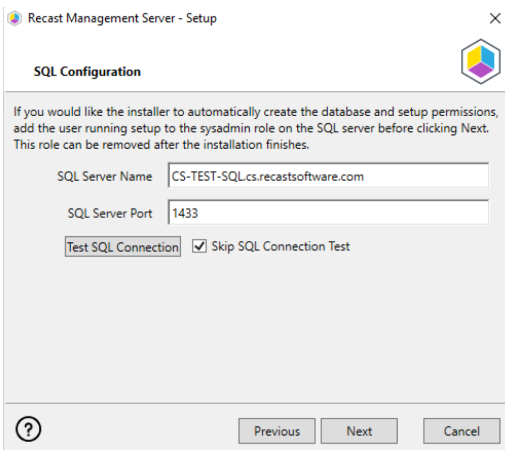 Recast Management Server - Setup
SQL Configuration
If you would like the installer to automatically create the database and setup permissions,
add the user running setup to the sysadmin role on the SQL server before clicking Next.
This role can be removed after the installation finishes.
SQL Server Name CS-TEST-SQL.cs.recastsoftware.com
SQL Server Port 1433
Test SQL Connection Skip SQL Connection Test
? Previous Next Cancel